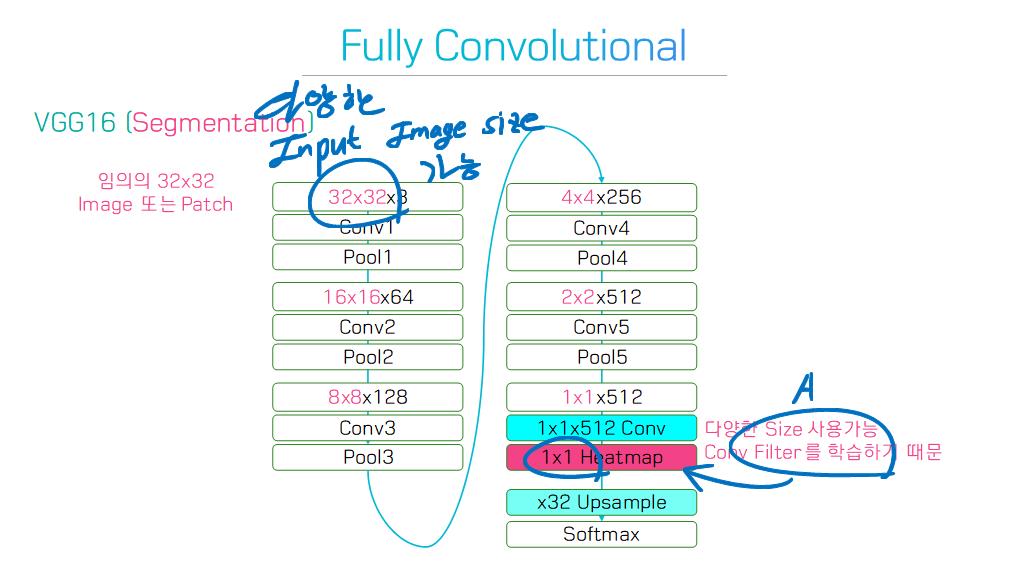 Fully Convolutional
VGG16 (Segmentation)
다양한
Input Image size
가능
임의의 32x32
Image 또는 Patch
32x32x3
Conv1
Pool1
16x16x64
Conv2
Pool2
8x8x128
Conv3
Pool3
4x4x256
Conv4
Pool4
2x2x512
Conv5
Pool5
1x1x512
1x1x512 Conv
1x1 Heatmap
x32 Upsample
Softmax
A
다양한 Size 사용가능
Conv Filter를 학습하기 때문